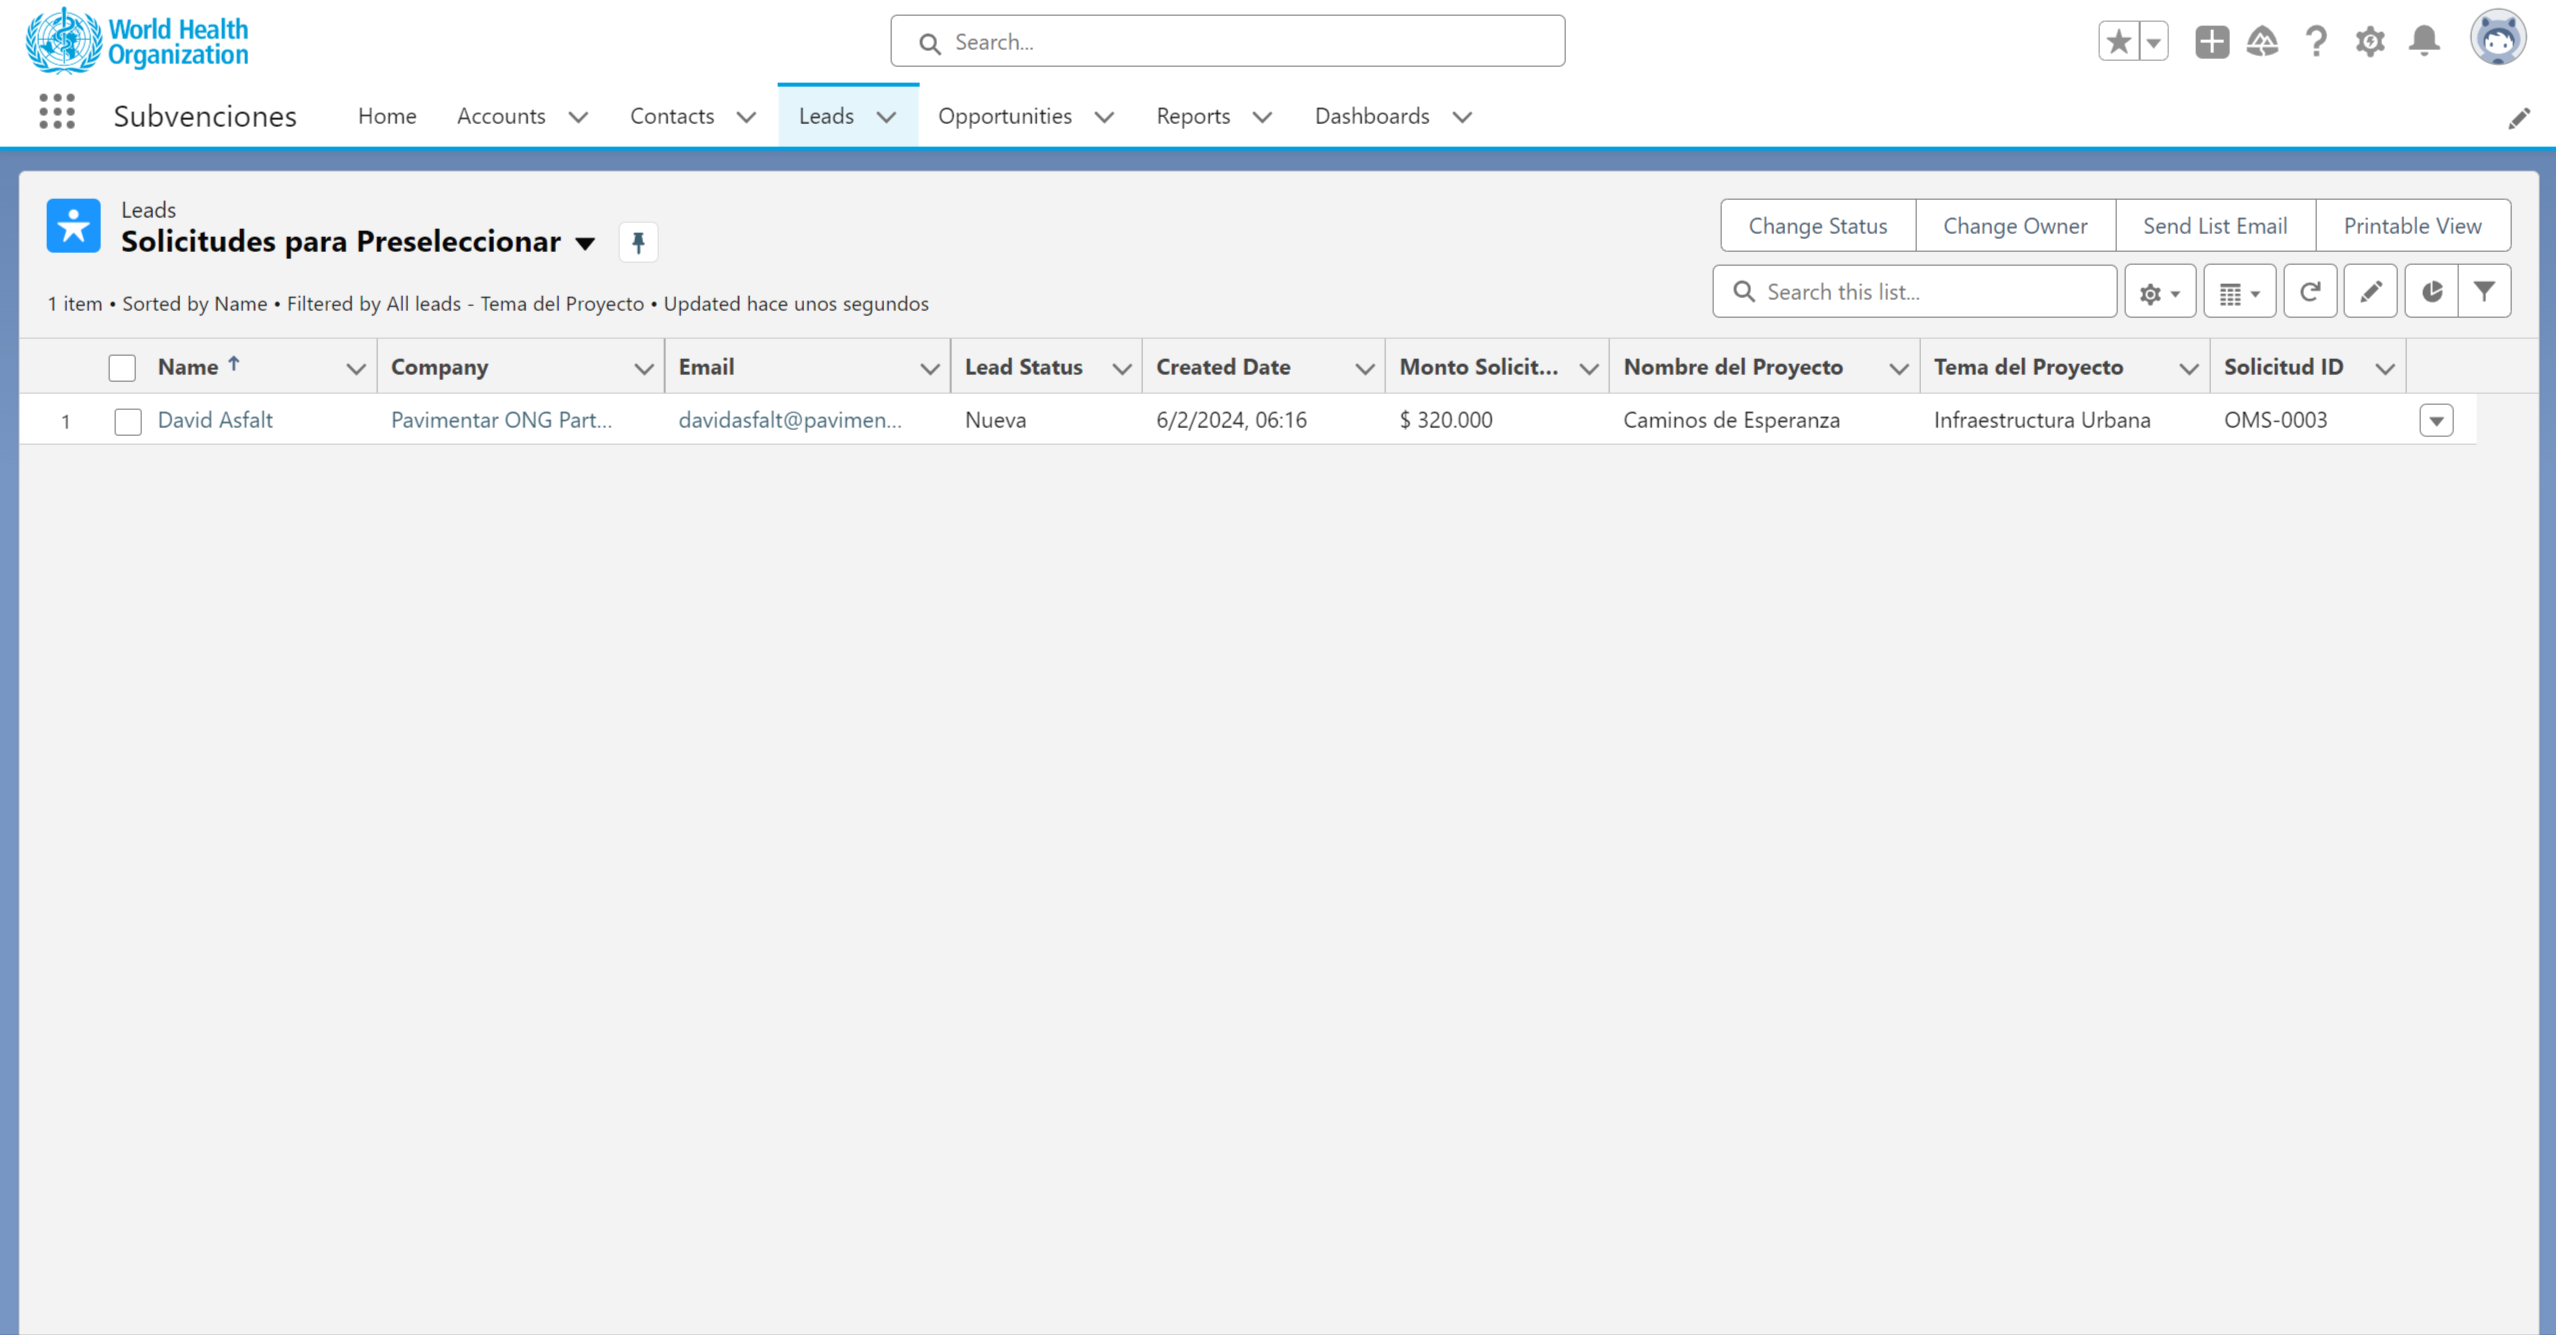 World Health
Organization
Search...
Subvenciones
Home
Accounts
Contacts
Leads
Opportunities
Reports
Dashboards
Leads
Solicitudes para Preseleccionar
Change Status
Change Owner
Send List Email
Printable View
1 item • Sorted by Name • Filtered by All leads - Tema del Proyecto • Updated hace unos segundos
Search this list...
Name ↑ Company Email Lead Status Created Date Monto Solicit... Nombre del Proyecto Tema del Proyecto Solicitud ID
1 David Asfalt Pavimentar ONG Part... davidasfalt@pavimen... Nueva 6/2/2024, 06:16 $ 320.000 Caminos de Esperanza Infraestructura Urbana OMS-0003